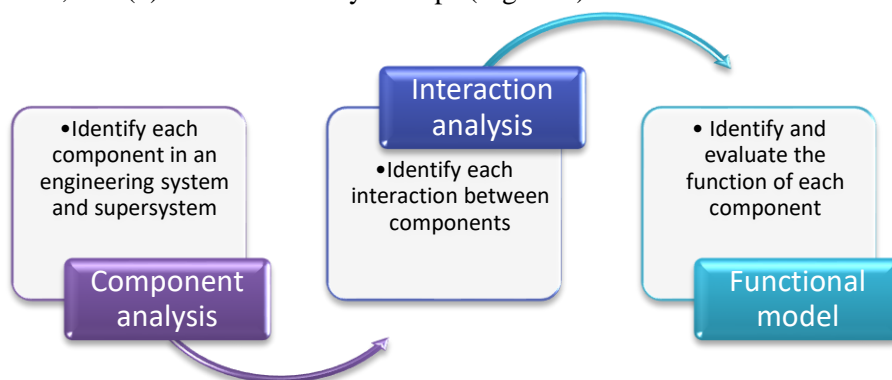 •Identify each
component in an
engineering system
and supersystem
Component
analysis
Interaction
analysis
•Identify each
interaction between
components
• Identify and
evaluate the
function of each
component
Functional
model